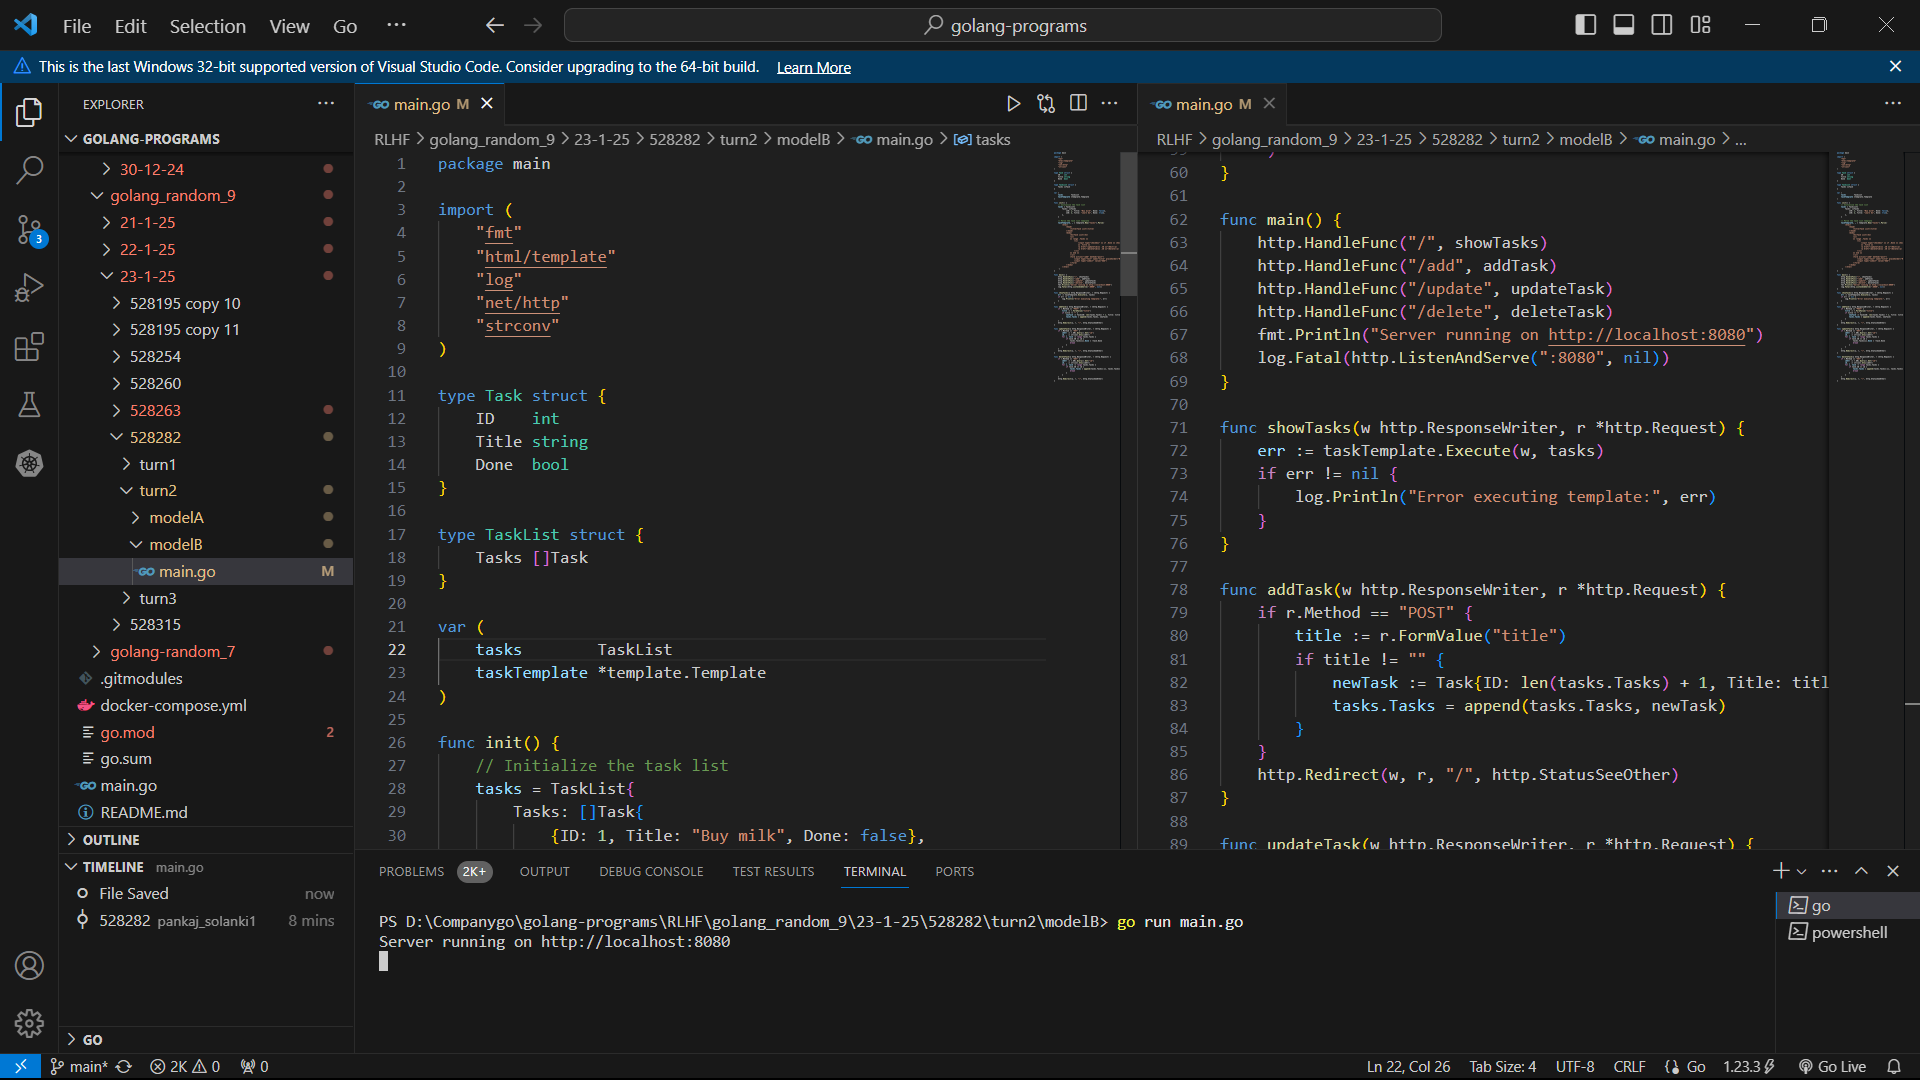 File Edit Selection View Go ···
golang-programs
This is the last Windows 32-bit supported version of Visual Studio Code. Consider upgrading to the 64-bit build. Learn More
EXPLORER
GOLANG-PROGRAMS
30-12-24
golang_random_9
21-1-25
22-1-25
23-1-25
528195 copy 10
528195 copy 11
528254
528260
528263
528282
turn1
turn2
modelA
modelB
main.go M
turn3
528315
golang-random_7
.gitmodules
docker-compose.yml
go.mod 2
go.sum
main.go
README.md
OUTLINE
TIMELINE main.go
File Saved now
528282 pankaj_solanki1 8 mins
GO
3
main.go M
RLHF > golang_random_9 > 23-1-25 > 528282 > turn2 > modelB > main.go > tasks
1 package main
2
3 import (
4 "fmt"
5 "html/template"
6 "log"
7 "net/http"
8 "strconv"
9 )
10
11 type Task struct {
12 ID int
13 Title string
14 Done bool
15 }
16
17 type TaskList struct {
18 Tasks []Task
19 }
20
21 var (
22 tasks TaskList
23 taskTemplate *template.Template
24 )
25
26 func init() {
27 // Initialize the task list
28 tasks = TaskList{
29 Tasks: []Task{
30 {ID: 1, Title: "Buy milk", Done: false},
main.go M
RLHF > golang_random_9 > 23-1-25 > 528282 > turn2 > modelB > main.go > ...
60 }
61
62 func main() {
63 http.HandleFunc("/", showTasks)
64 http.HandleFunc("/add", addTask)
65 http.HandleFunc("/update", updateTask)
66 http.HandleFunc("/delete", deleteTask)
67 fmt.Println("Server running on http://localhost:8080")
68 log.Fatal(http.ListenAndServe(":8080", nil))
69 }
70
71 func showTasks(w http.ResponseWriter, r *http.Request) {
72 err := taskTemplate.Execute(w, tasks)
73 if err != nil {
74 log.Println("Error executing template:", err)
75 }
76 }
77
78 func addTask(w http.ResponseWriter, r *http.Request) {
79 if r.Method == "POST" {
80 title := r.FormValue("title")
81 if title != "" {
82 newTask := Task{ID: len(tasks.Tasks) + 1, Title: titl
83 tasks.Tasks = append(tasks.Tasks, newTask)
84 }
85 }
86 http.Redirect(w, r, "/", http.StatusSeeOther)
87 }
88
89 func updateTask(w http.ResponseWriter, r *http.Request) {
PROBLEMS 2K+ OUTPUT DEBUG CONSOLE TEST RESULTS TERMINAL PORTS
PS D:\Companygo\golang-programs\RLHF\golang_random_9\23-1-25\528282\turn2\modelB> go run main.go
Server running on http://localhost:8080
go
powershell
main* 2K 0 0 Ln 22, Col 26 Tab Size: 4 UTF-8 CRLF Go 1.23.3 Go Live